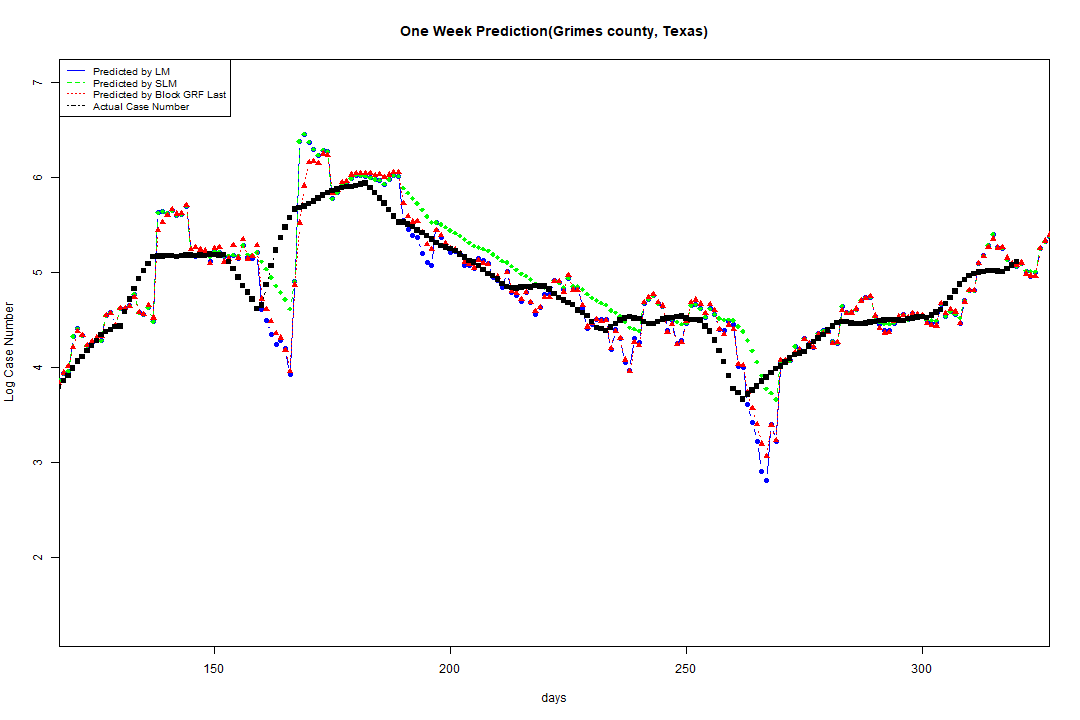 One Week Prediction(Grimes county, Texas)
Predicted by LM
Predicted by SLM
Predicted by Block GRF Last
Actual Case Number
7
6
5
4
3
2
Log Case Number
150 200 250 300
days